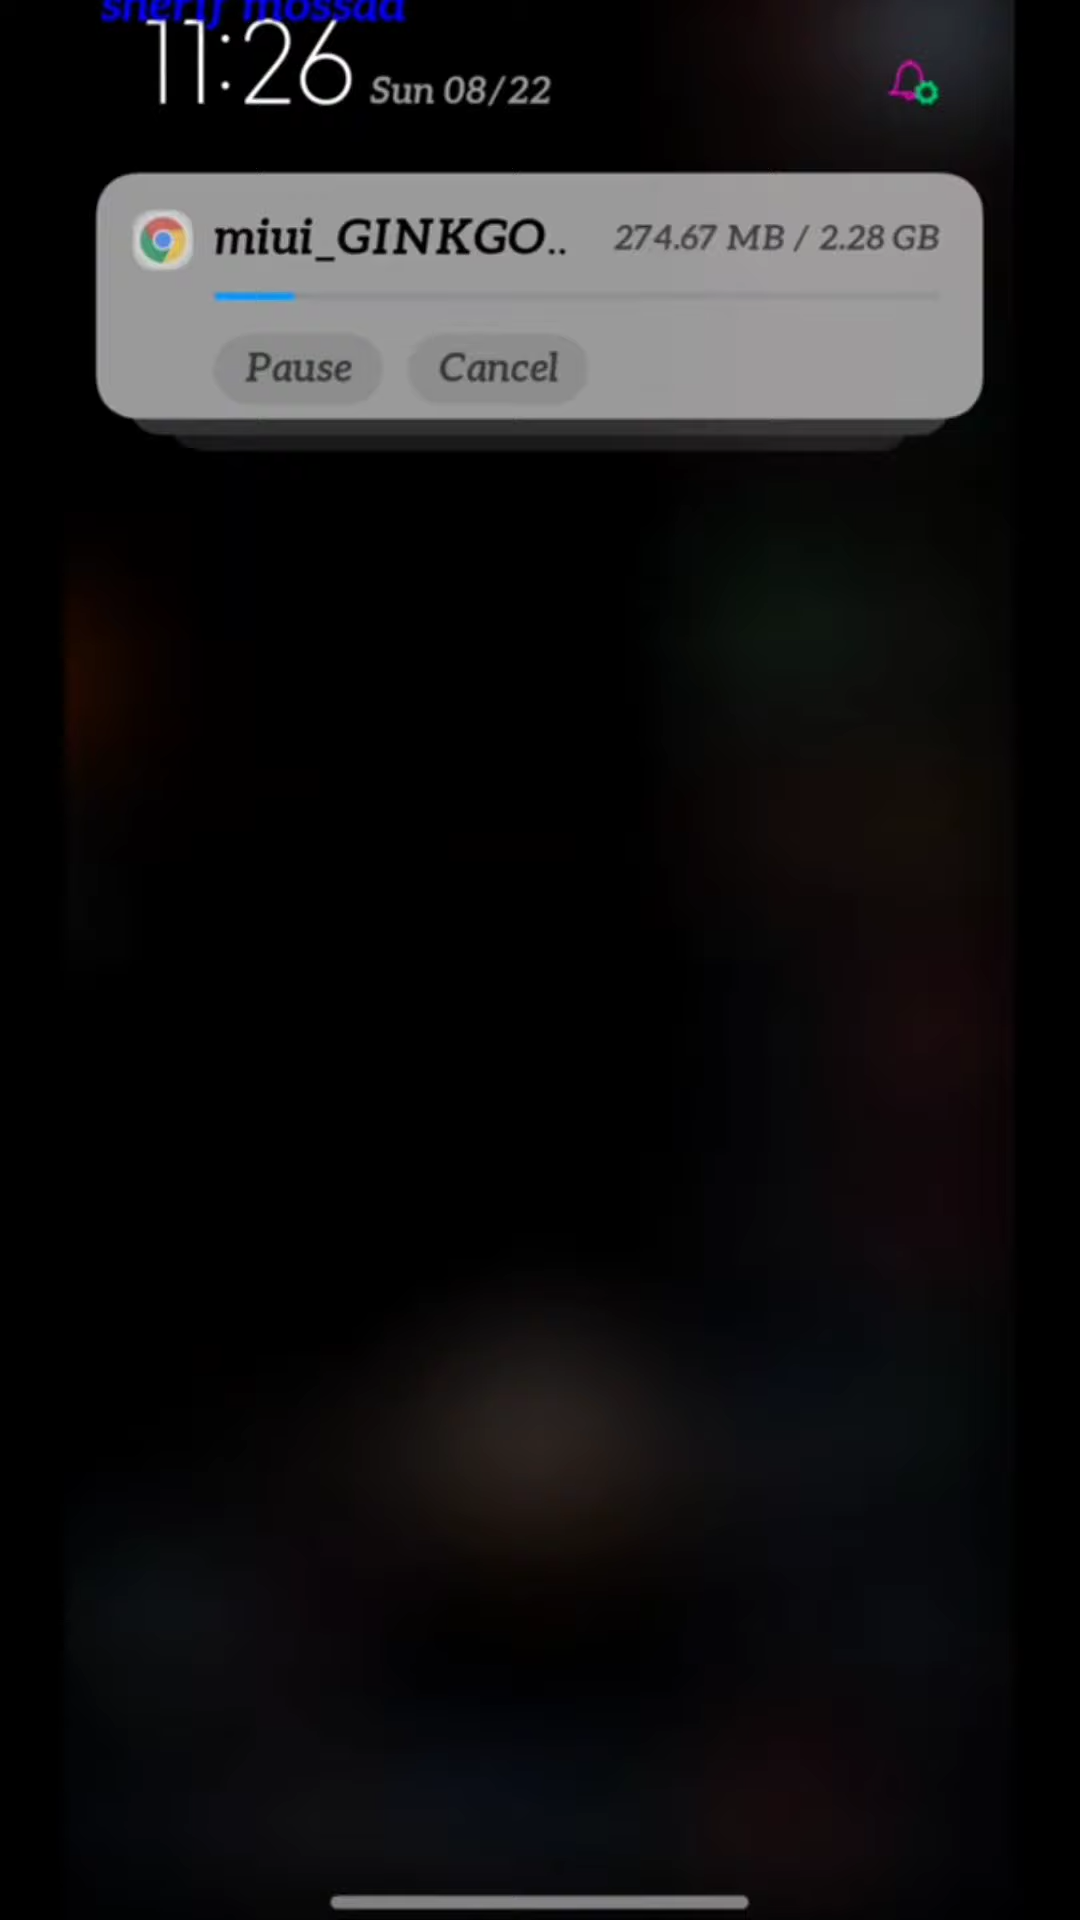 sherif mossad
11:26 Sun 08/22
miui_GINKGO.. 274.67 MB / 2.28 GB
Pause Cancel